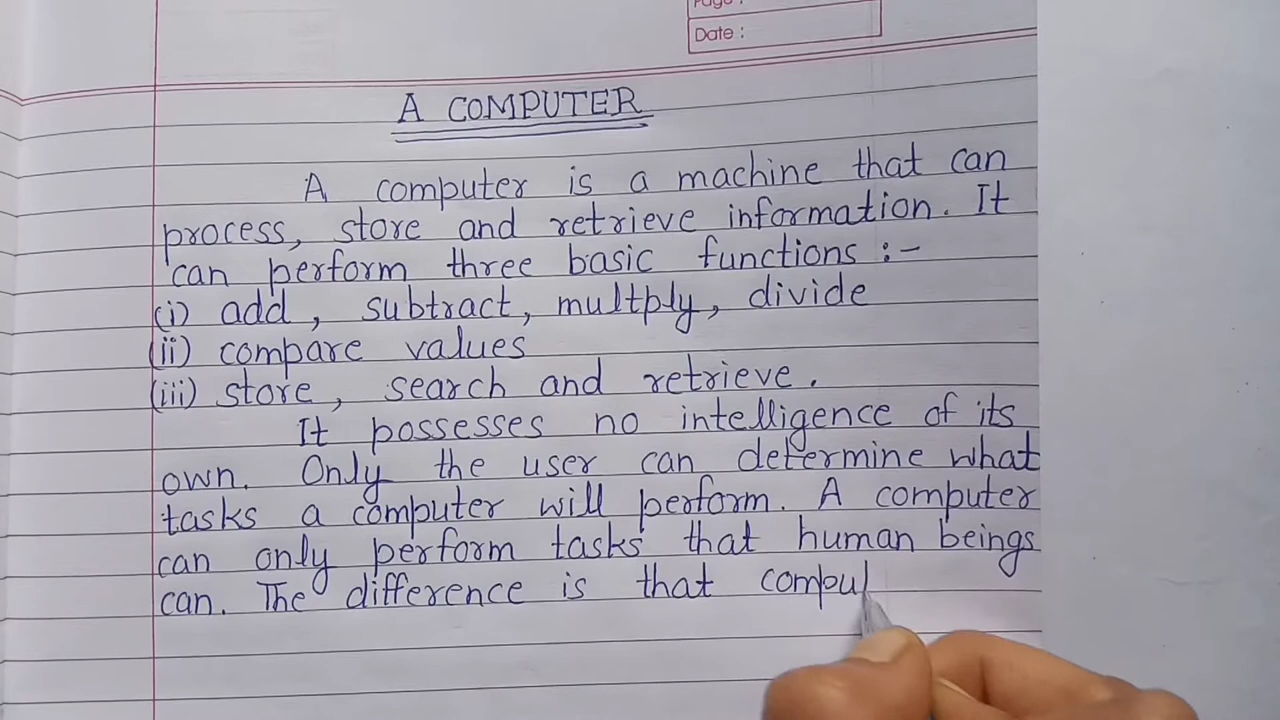 Page :
Date :
A COMPUTER
A computer is a machine that can
process, store and retrieve information. It
can perform three basic functions :-
(i) add, subtract, multply, divide
(ii) compare values
(iii) store, search and retrieve.
It possesses no intelligence of its
own. Only the user can determine what
tasks a computer will perform. A computer
can only perform tasks that human beings
can. The difference is that compu